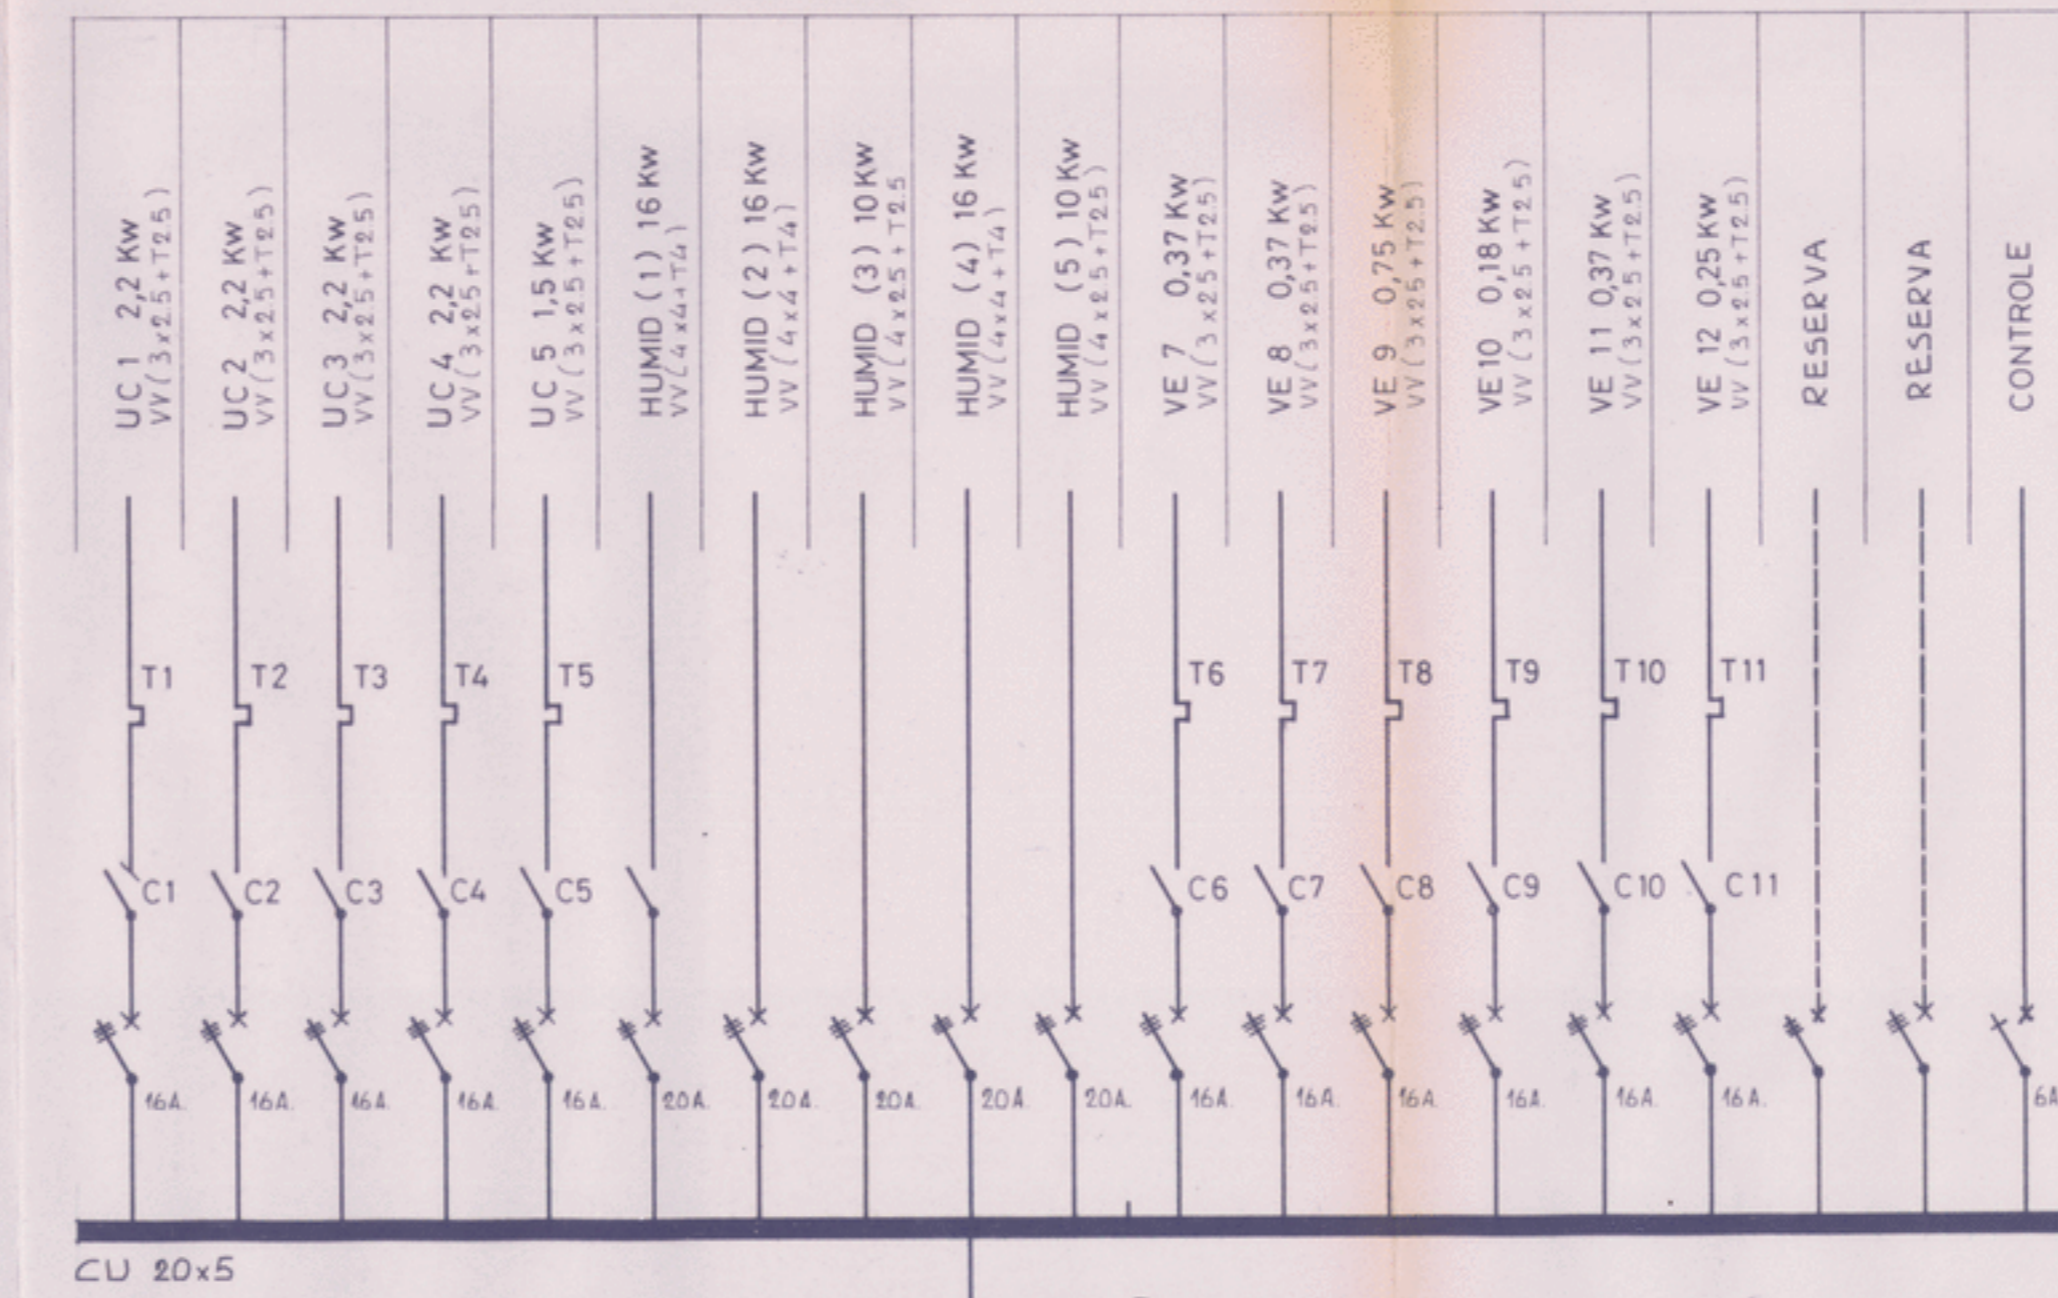 UC 1 2,2 Kw
VV (3x2.5+T2.5)
UC 2 2,2 Kw
VV (3x2.5+T2.5)
UC 3 2,2 Kw
VV (3x2.5+T2.5)
UC 4 2,2 Kw
VV (3x2.5+T2.5)
UC 5 1,5 Kw
VV (3x2.5+T2.5)
HUMID (1) 16 Kw
VV (4x4+T4)
HUMID (2) 16 Kw
VV (4x4+T4)
HUMID (3) 10 Kw
VV (4x2.5+T2.5
HUMID (4) 16 Kw
VV (4x4+T4)
HUMID (5) 10 Kw
VV (4x2.5+T2.5)
VE 7 0,37 Kw
VV (3x2.5+T2.5)
VE 8 0,37 Kw
VV (3x2.5+T2.5)
VE 9 0,75 Kw
VV (3x2.5+T2.5)
VE 10 0,18 Kw
VV (3x2.5+T2.5)
VE 11 0,37 Kw
VV (3x2.5+T2.5)
VE 12 0,25 Kw
VV (3x2.5+T2.5)
RESERVA
RESERVA
CONTROLE
T1 T2 T3 T4 T5 T6 T7 T8 T9 T10 T11
C1 C2 C3 C4 C5 C6 C7 C8 C9 C10 C11
16A. 16A. 16A. 16A. 16A. 20A. 20A. 20A. 20A. 20A. 16A. 16A. 16A. 16A. 16A. 16A. 6A
CU 20x5